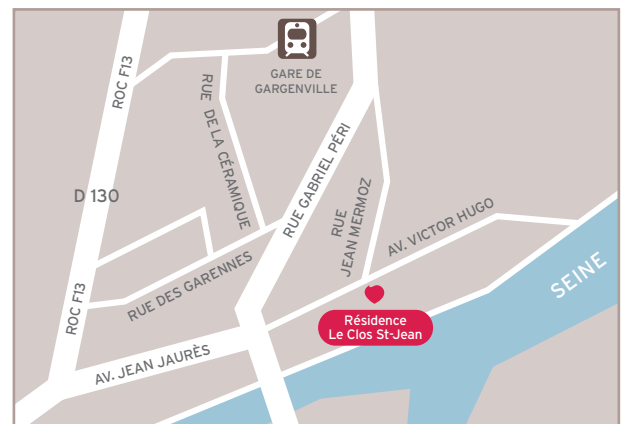 ROC F13
GARE DE
GARGENVILLE
RUE DE LA CÉRAMIQUE
RUE GABRIEL PÉRI
D 130
RUE
JEAN MERMOZ
AV. VICTOR HUGO
RUE DES GARENNES
SEINE
ROC F13
Résidence
Le Clos St-Jean
AV. JEAN JAURÈS